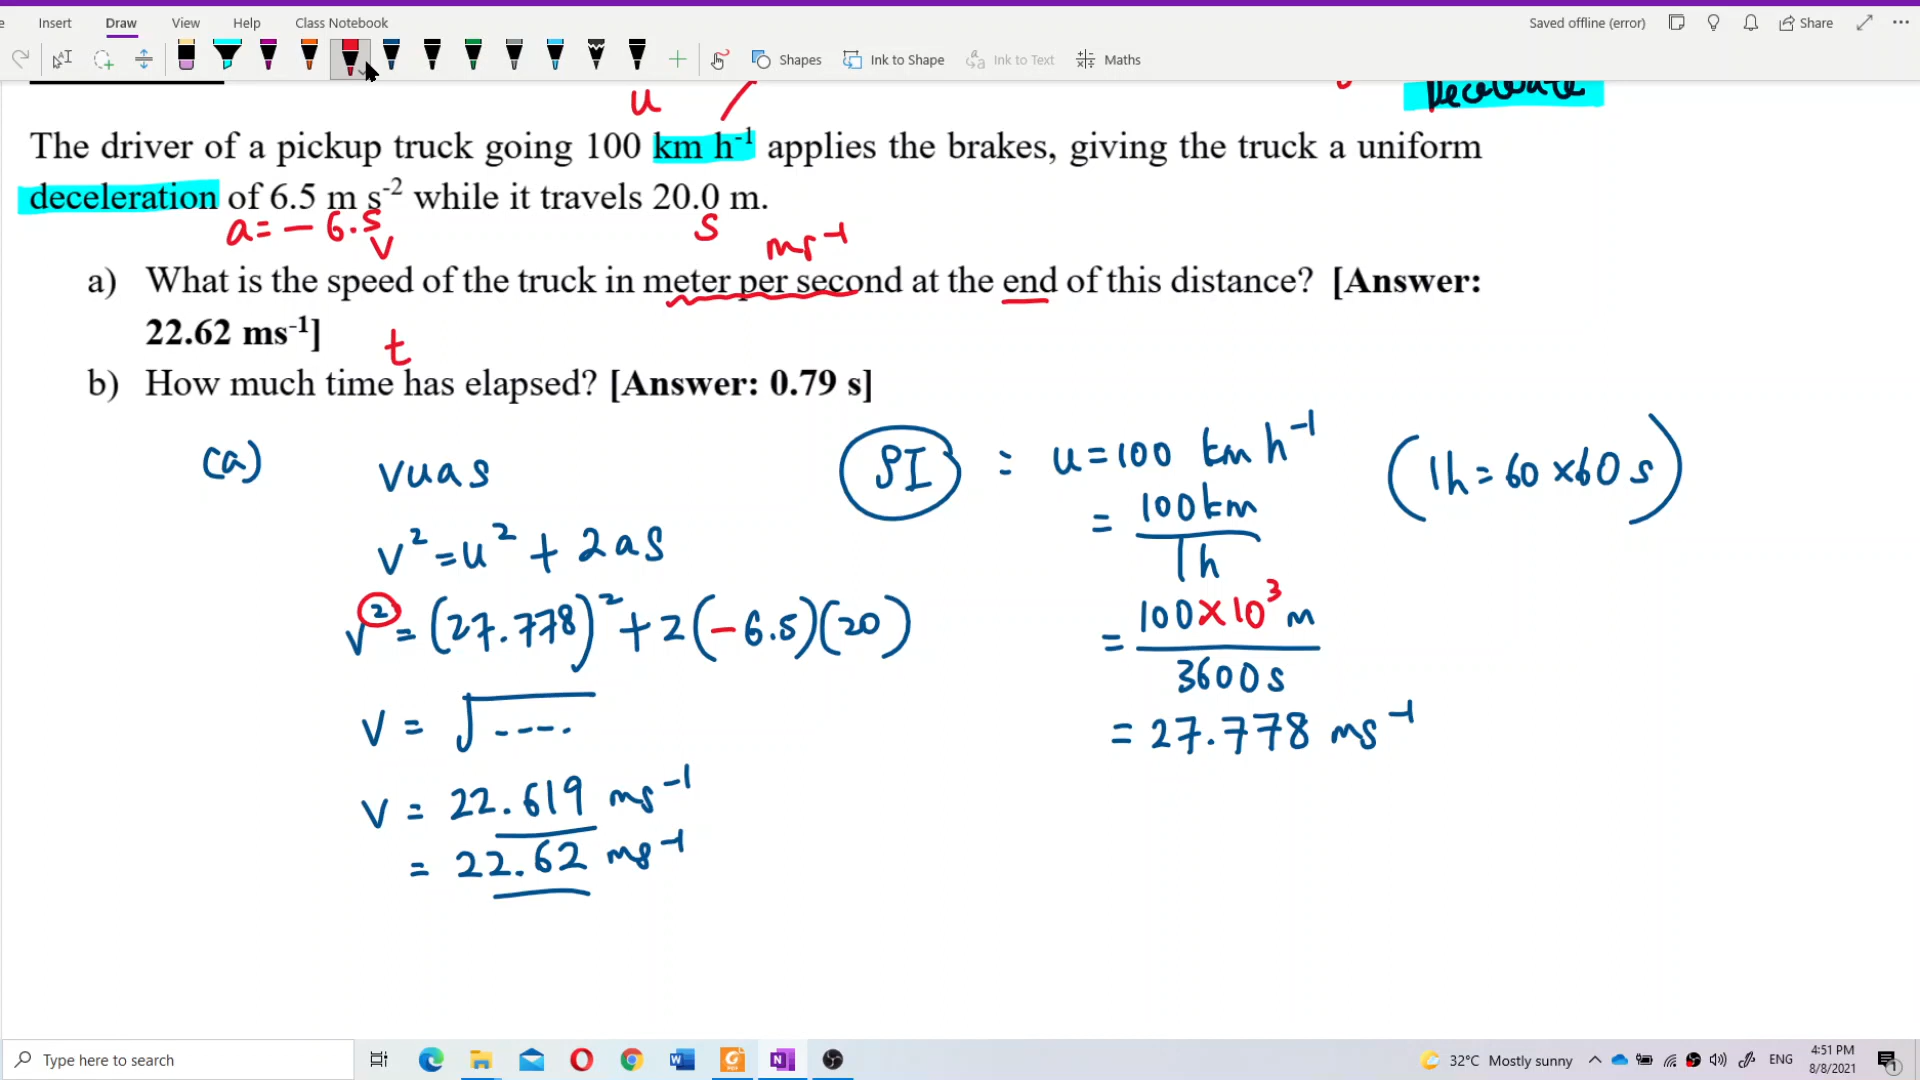 Insert Draw View Help Class Notebook Saved offline (error) Share
Shapes Ink to Shape Ink to Text Maths
u Decelerate
The driver of a pickup truck going 100 km h⁻¹ applies the brakes, giving the truck a uniform
deceleration of 6.5 m s⁻² while it travels 20.0 m.
a = - 6.5 s
v ms⁻¹
a) What is the speed of the truck in meter per second at the end of this distance? [Answer:
22.62 ms⁻¹]
t
b) How much time has elapsed? [Answer: 0.79 s]
(a) vuas
v² = u² + 2as
v² = (27.778)² + 2(-6.5)(20)
v = √----.
v = 22.619 ms⁻¹
= 22.62 ms⁻¹
SI : u = 100 km h⁻¹ (1h = 60 × 60 s)
= 100km / 1h
= 100 × 10³ m / 3600 s
= 27.778 ms⁻¹
Type here to search 32°C Mostly sunny ENG 4:51 PM
8/8/2021 1